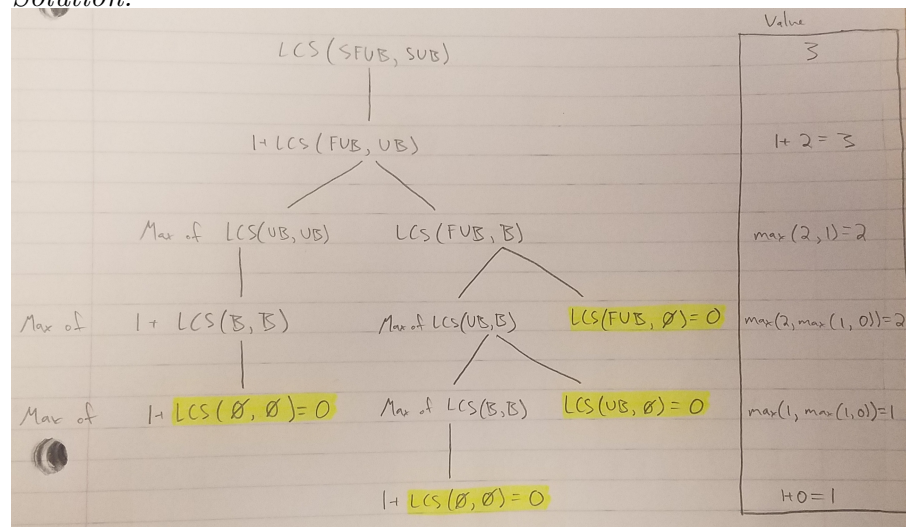 Solution:
Value
LCS(SFUB, SUB) 3
1+ LCS(FUB, UB) 1+ 2 = 3
Max of LCS(UB, UB) LCS(FUB, B) max(2,1)=2
Max of 1+ LCS(B, B) Max of LCS(UB,B) LCS(FUB, Ø)= 0 max(2,max(1,0))=2
Max of 1+ LCS(Ø, Ø)= 0 Max of LCS(B,B) LCS(UB, Ø)= 0 max(1, max(1,0))=1
1+ LCS(Ø, Ø)= 0 1+0=1